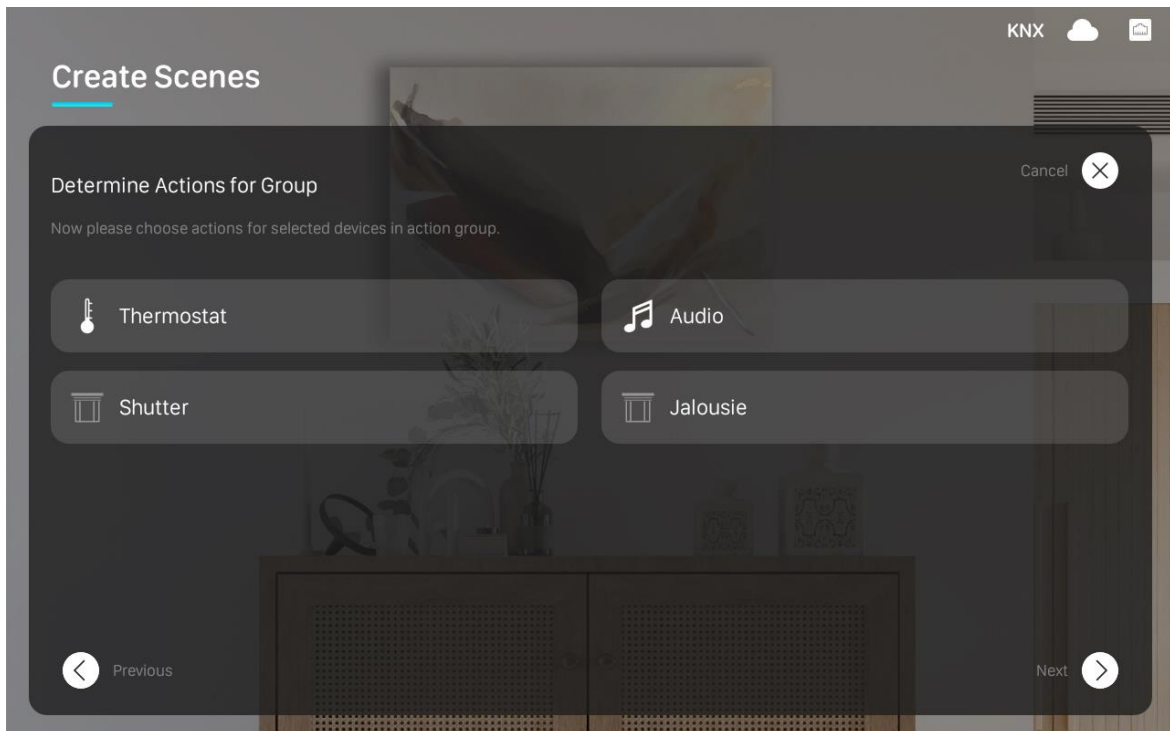 KNX
Create Scenes
Cancel
Determine Actions for Group
Now please choose actions for selected devices in action group.
Thermostat
Audio
Shutter
Jalousie
Previous
Next